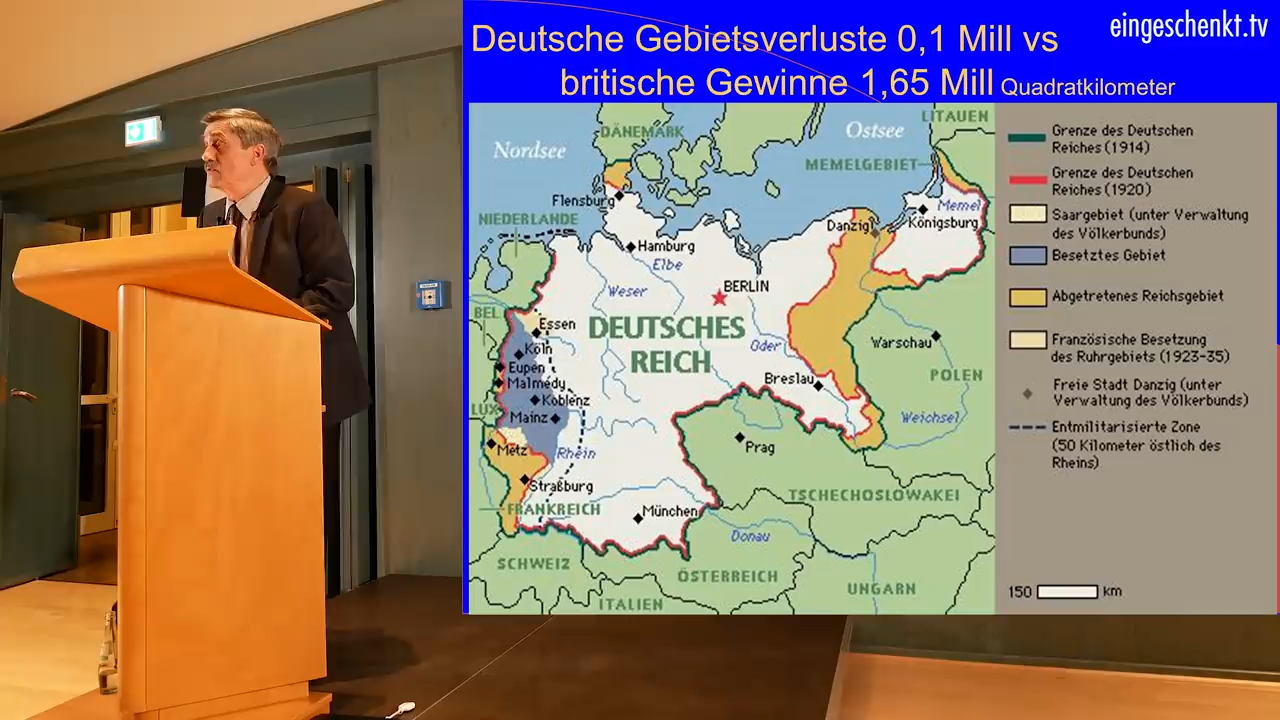 eingeschenkt.tv
Deutsche Gebietsverluste 0,1 Mill vs
britische Gewinne 1,65 Mill Quadratkilometer
LITAUEN
DÄNEMARK
Ostsee
Nordsee
MEMELGEBIET
Flensburg
Memel
NIEDERLANDE
Danzig
Königsburg
Hamburg
Elbe
Weser
BERLIN
BEL
Essen
DEUTSCHES
REICH
Köln
Oder
Warschau
Eupen
Malmédy
Breslau
POLEN
LUX
Koblenz
Mainz
Weichsel
Metz
Rhein
Prag
Straßburg
TSCHECHOSLOWAKEI
FRANKREICH
München
Donau
SCHWEIZ
ÖSTERREICH
UNGARN
ITALIEN
Grenze des Deutschen
Reiches (1914)
Grenze des Deutschen
Reiches (1920)
Saargebiet (unter Verwaltung
des Völkerbunds)
Besetztes Gebiet
Abgetretenes Reichsgebiet
Französische Besetzung
des Ruhrgebiets (1923-35)
Freie Stadt Danzig (unter
Verwaltung des Völkerbunds)
Entmilitarisierte Zone
(50 Kilometer östlich des
Rheins)
150 km